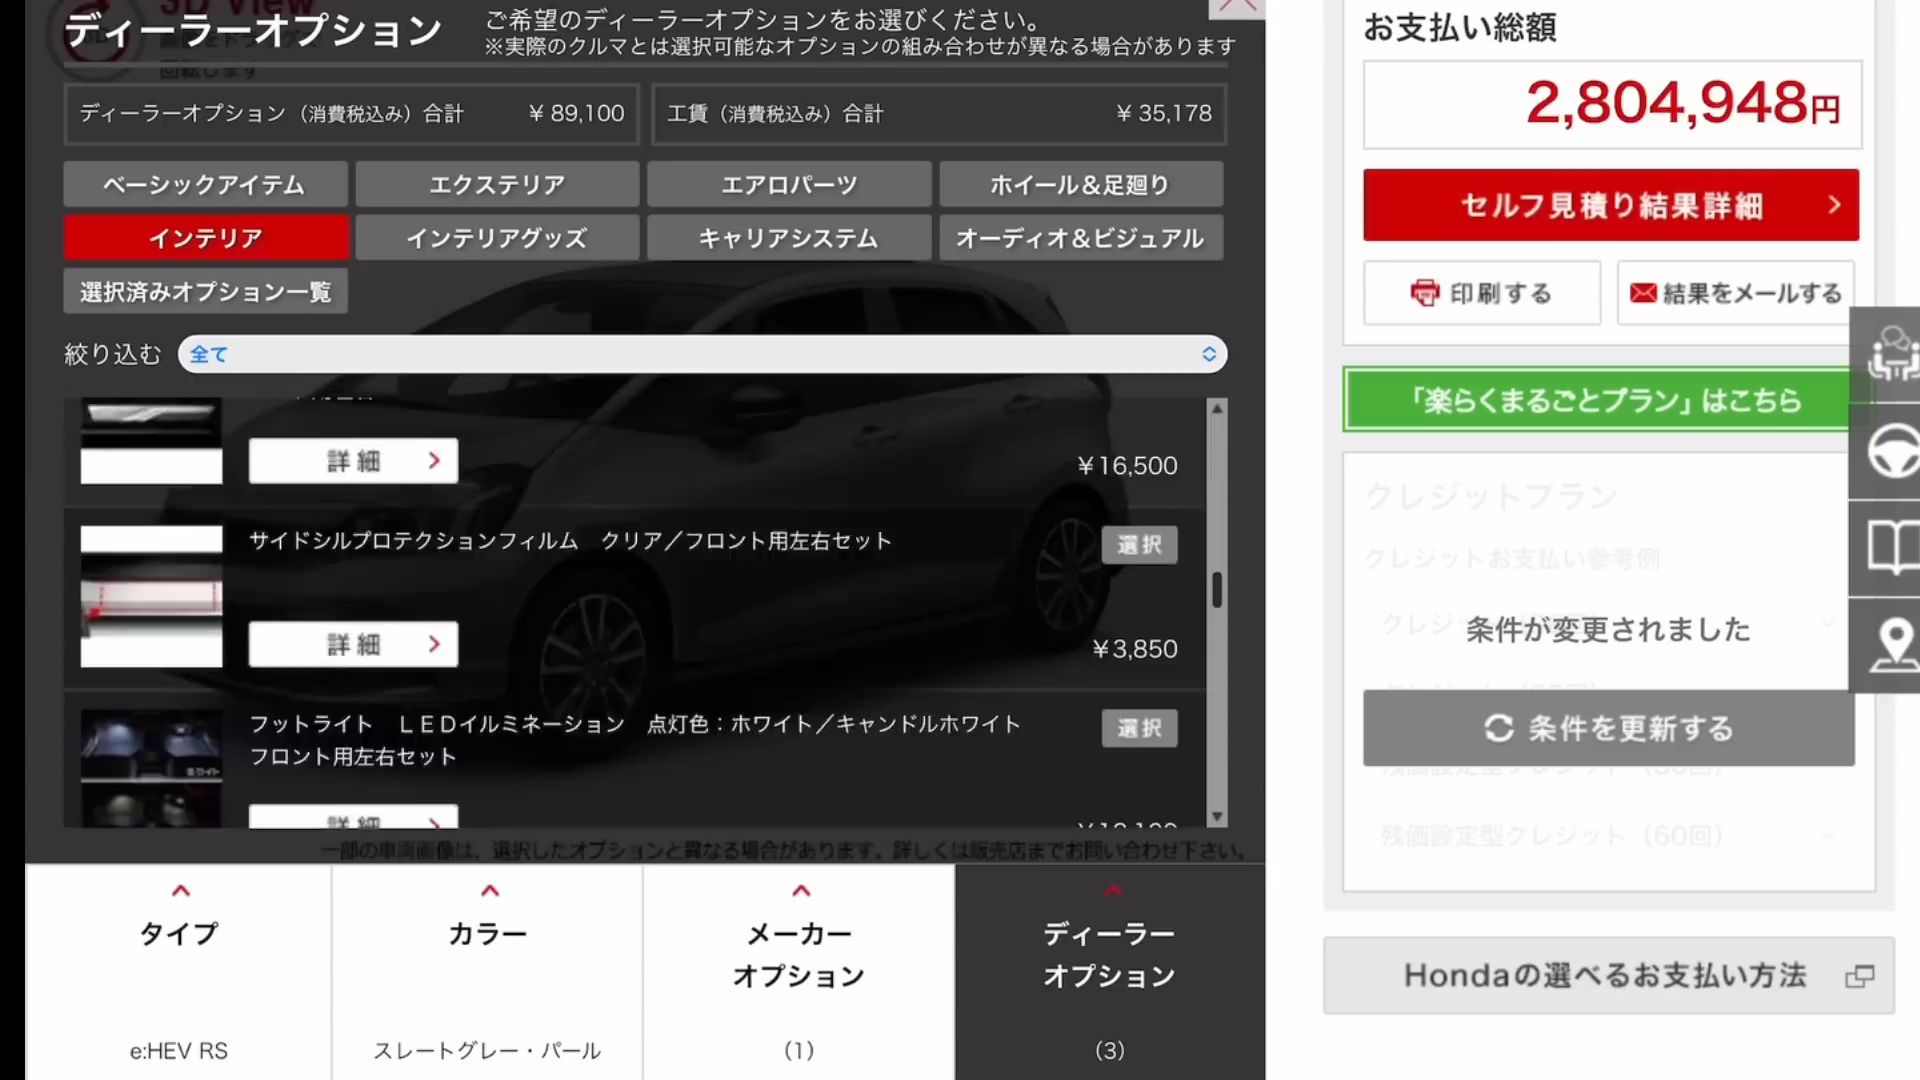 ディーラーオプション
ご希望のディーラーオプションをお選びください。
※実際のクルマとは選択可能なオプションの組み合わせが異なる場合があります
ディーラーオプション（消費税込み）合計 ¥ 89,100
工賃（消費税込み）合計 ¥ 35,178
ベーシックアイテム
エクステリア
エアロパーツ
ホイール＆足廻り
インテリア
インテリアグッズ
キャリアシステム
オーディオ＆ビジュアル
選択済みオプション一覧
絞り込む 全て
詳細
¥16,500
サイドシルプロテクションフィルム クリア／フロント用左右セット
選択
詳細
¥3,850
フットライト ＬＥＤイルミネーション 点灯色：ホワイト／キャンドルホワイト
フロント用左右セット
選択
詳細
一部の車両画像は、選択したオプションと異なる場合があります。詳しくは販売店までお問い合わせ下さい。
タイプ
e:HEV RS
カラー
スレートグレー・パール
メーカー
オプション
(1)
ディーラー
オプション
(3)
お支払い総額
2,804,948円
セルフ見積り結果詳細
印刷する
結果をメールする
「楽らくまるごとプラン」はこちら
クレジットプラン
クレジットお支払い参考例
条件が変更されました
条件を更新する
残価設定型クレジット（60回）
Hondaの選べるお支払い方法